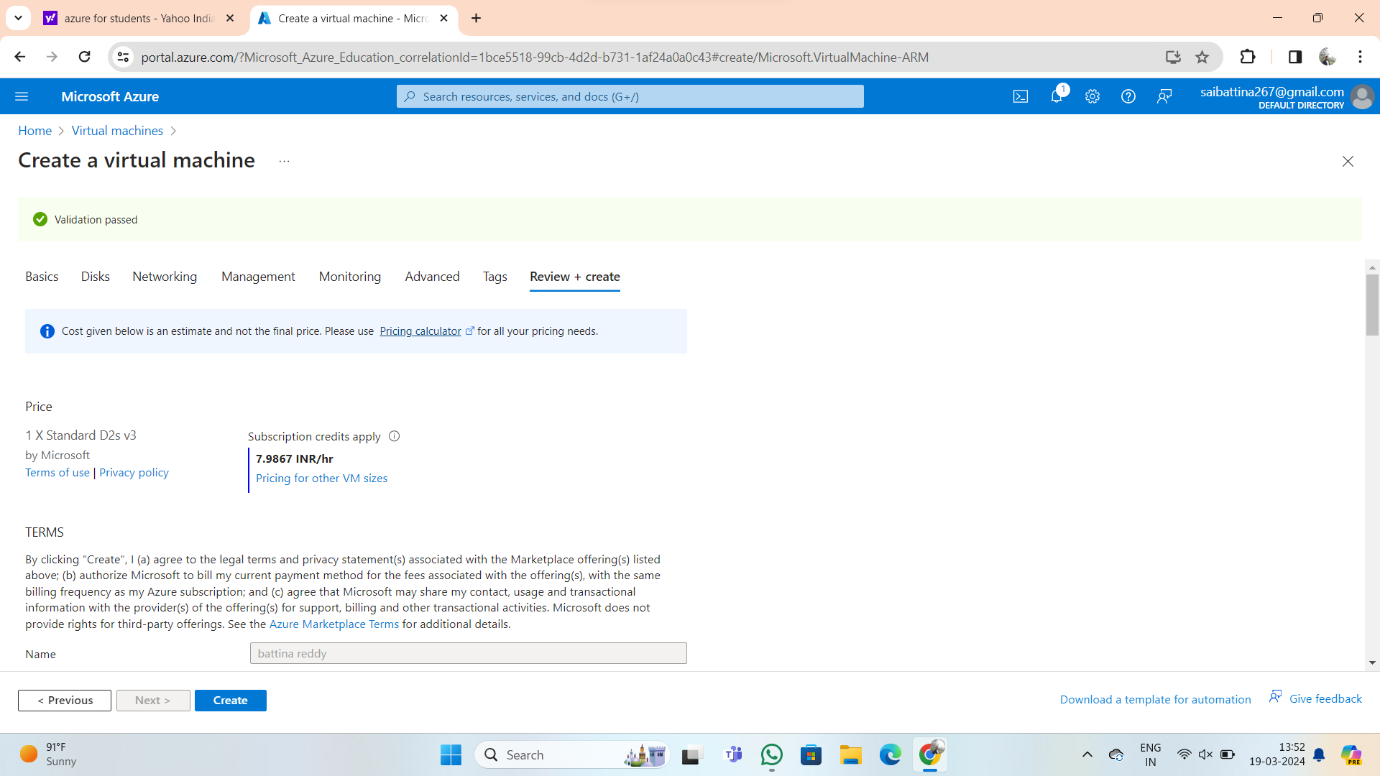 azure for students - Yahoo Indi
Create a virtual machine - Micro
portal.azure.com/?Microsoft_Azure_Education_correlationId=1bce5518-99cb-4d2d-b731-1af24a0a0c43#create/Microsoft.VirtualMachine-ARM
Microsoft Azure
Search resources, services, and docs (G+/)
1
saibattina267@gmail.com
DEFAULT DIRECTORY
Home > Virtual machines >
Create a virtual machine ...
Validation passed
Basics Disks Networking Management Monitoring Advanced Tags Review + create
Cost given below is an estimate and not the final price. Please use Pricing calculator for all your pricing needs.
Price
1 X Standard D2s v3
by Microsoft
Terms of use | Privacy policy
Subscription credits apply
7.9867 INR/hr
Pricing for other VM sizes
TERMS
By clicking "Create", I (a) agree to the legal terms and privacy statement(s) associated with the Marketplace offering(s) listed
above; (b) authorize Microsoft to bill my current payment method for the fees associated with the offering(s), with the same
billing frequency as my Azure subscription; and (c) agree that Microsoft may share my contact, usage and transactional
information with the provider(s) of the offering(s) for support, billing and other transactional activities. Microsoft does not
provide rights for third-party offerings. See the Azure Marketplace Terms for additional details.
Name battina reddy
< Previous Next > Create
Download a template for automation Give feedback
91°F
Sunny
Search
ENG
IN
13:52
19-03-2024
PRE